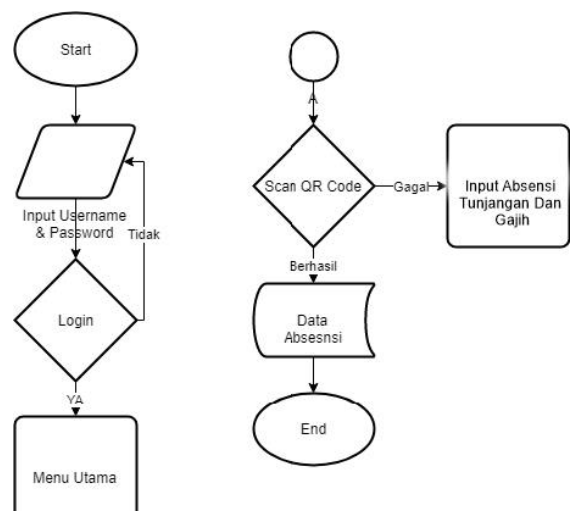 Start
Input Username
& Password
Tidak
Login
YA
Menu Utama
A
Scan QR Code
Gagal
Input Absensi
Tunjangan Dan
Gajih
Berhasil
Data
Absesnsi
End